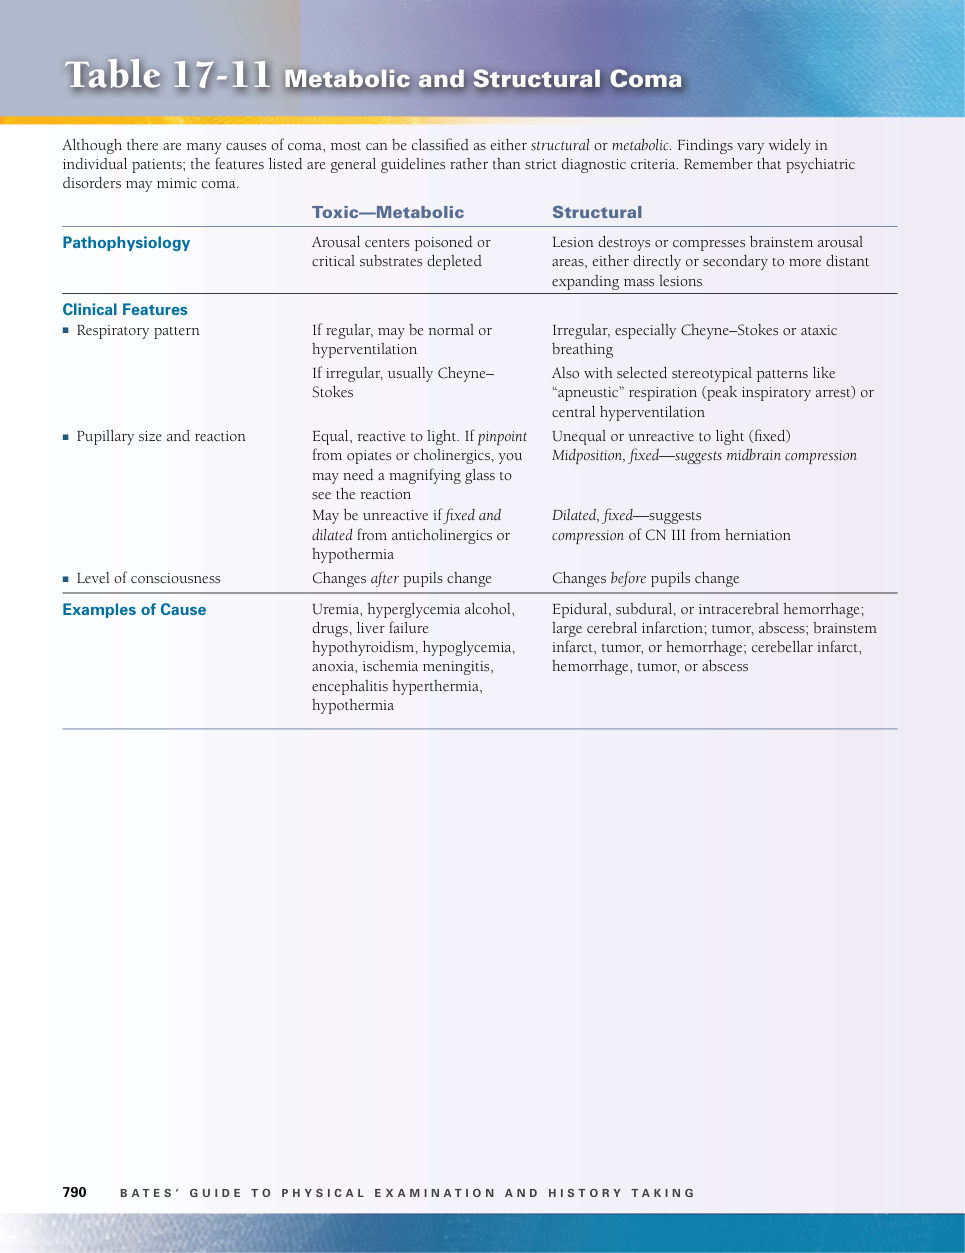 Table 17-11 Metabolic and Structural Coma
Although there are many causes of coma, most can be classified as either structural or metabolic. Findings vary widely in
individual patients; the features listed are general guidelines rather than strict diagnostic criteria. Remember that psychiatric
disorders may mimic coma.
Toxic—Metabolic
Structural
Pathophysiology
Arousal centers poisoned or
critical substrates depleted
Lesion destroys or compresses brainstem arousal
areas, either directly or secondary to more distant
expanding mass lesions
Clinical Features
■ Respiratory pattern
If regular, may be normal or
hyperventilation
If irregular, usually Cheyne–
Stokes
Irregular, especially Cheyne–Stokes or ataxic
breathing
Also with selected stereotypical patterns like
“apneustic” respiration (peak inspiratory arrest) or
central hyperventilation
■ Pupillary size and reaction
Equal, reactive to light. If pinpoint
from opiates or cholinergics, you
may need a magnifying glass to
see the reaction
May be unreactive if fixed and
dilated from anticholinergics or
hypothermia
Unequal or unreactive to light (fixed)
Midposition, fixed—suggests midbrain compression
Dilated, fixed—suggests
compression of CN III from herniation
■ Level of consciousness
Changes after pupils change
Changes before pupils change
Examples of Cause
Uremia, hyperglycemia alcohol,
drugs, liver failure
hypothyroidism, hypoglycemia,
anoxia, ischemia meningitis,
encephalitis hyperthermia,
hypothermia
Epidural, subdural, or intracerebral hemorrhage;
large cerebral infarction; tumor, abscess; brainstem
infarct, tumor, or hemorrhage; cerebellar infarct,
hemorrhage, tumor, or abscess
790 BATES’ GUIDE TO PHYSICAL EXAMINATION AND HISTORY TAKING